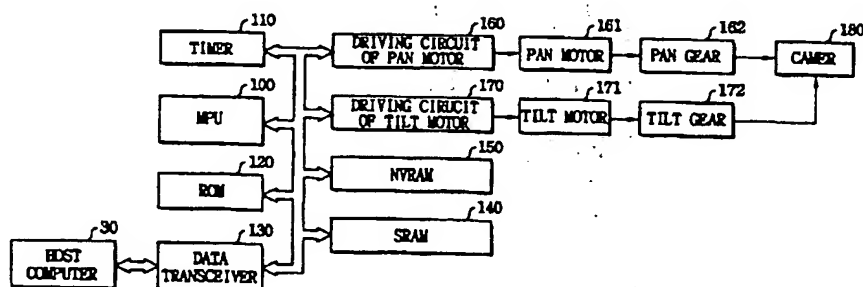 110
TIMER
160
DRIVING CIRCUIT
OF PAN MOTOR
161
PAN MOTOR
162
PAN GEAR
180
CAMER
100
MPU
170
DRIVING CIRUCIT
OF TILT MOTOR
171
TILT MOTOR
172
TILT GEAR
120
ROM
150
NVRAM
140
SRAM
30
HOST
COMPUTER
130
DATA
TRANSCEIVER